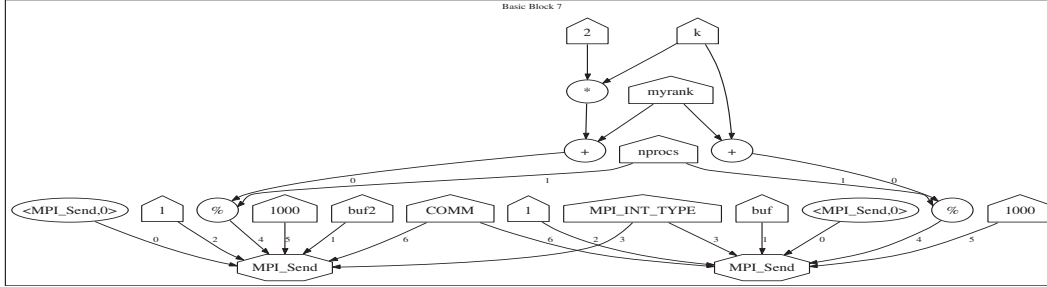 Basic Block 7
2 k
* myrank
+ nprocs +
0 1 1 0
<MPI_Send,0> 1 % 1000 buf2 COMM 1 MPI_INT_TYPE buf <MPI_Send,0> % 1000
0 2 4 5 1 6 6 2 3 3 1 0 4 5
MPI_Send MPI_Send